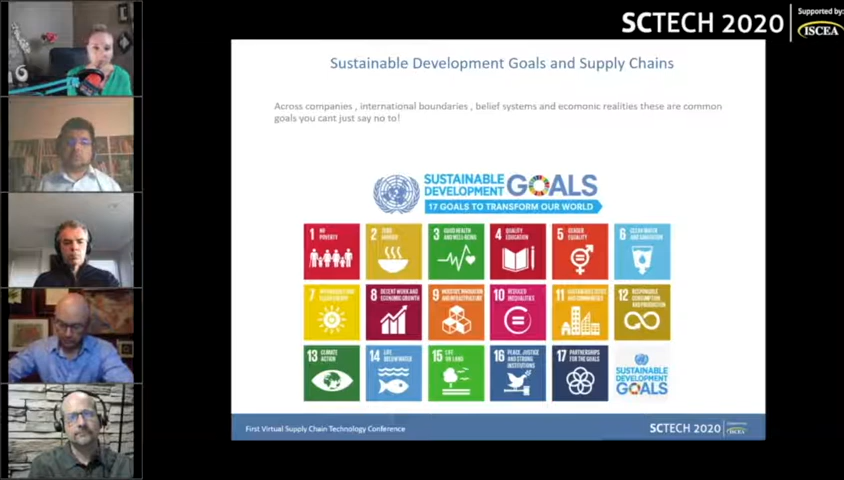 SCTECH 2020
Supported by:
ISCEA
Sustainable Development Goals and Supply Chains
Across companies , international boundaries , belief systems and ecomonic realities these are common
goals you cant just say no to!
SUSTAINABLE
DEVELOPMENT GOALS
17 GOALS TO TRANSFORM OUR WORLD
1 NO
POVERTY
2 ZERO
HUNGER
3 GOOD HEALTH
AND WELL-BEING
4 QUALITY
EDUCATION
5 GENDER
EQUALITY
6 CLEAN WATER
AND SANITATION
7
8 DECENT WORK AND
ECONOMIC GROWTH
9 INDUSTRY, INNOVATION
AND INFRASTRUCTURE
10 REDUCED
INEQUALITIES
11 SUSTAINABLE CITIES
AND COMMUNITIES
12 RESPONSIBLE
CONSUMPTION
AND PRODUCTION
13 CLIMATE
ACTION
14 LIFE
BELOW WATER
15 LIFE
ON LAND
16 PEACE, JUSTICE
AND STRONG
INSTITUTIONS
17 PARTNERSHIPS
FOR THE GOALS
SUSTAINABLE
DEVELOPMENT
GOALS
First Virtual Supply Chain Technology Conference
SCTECH 2020
ISCEA